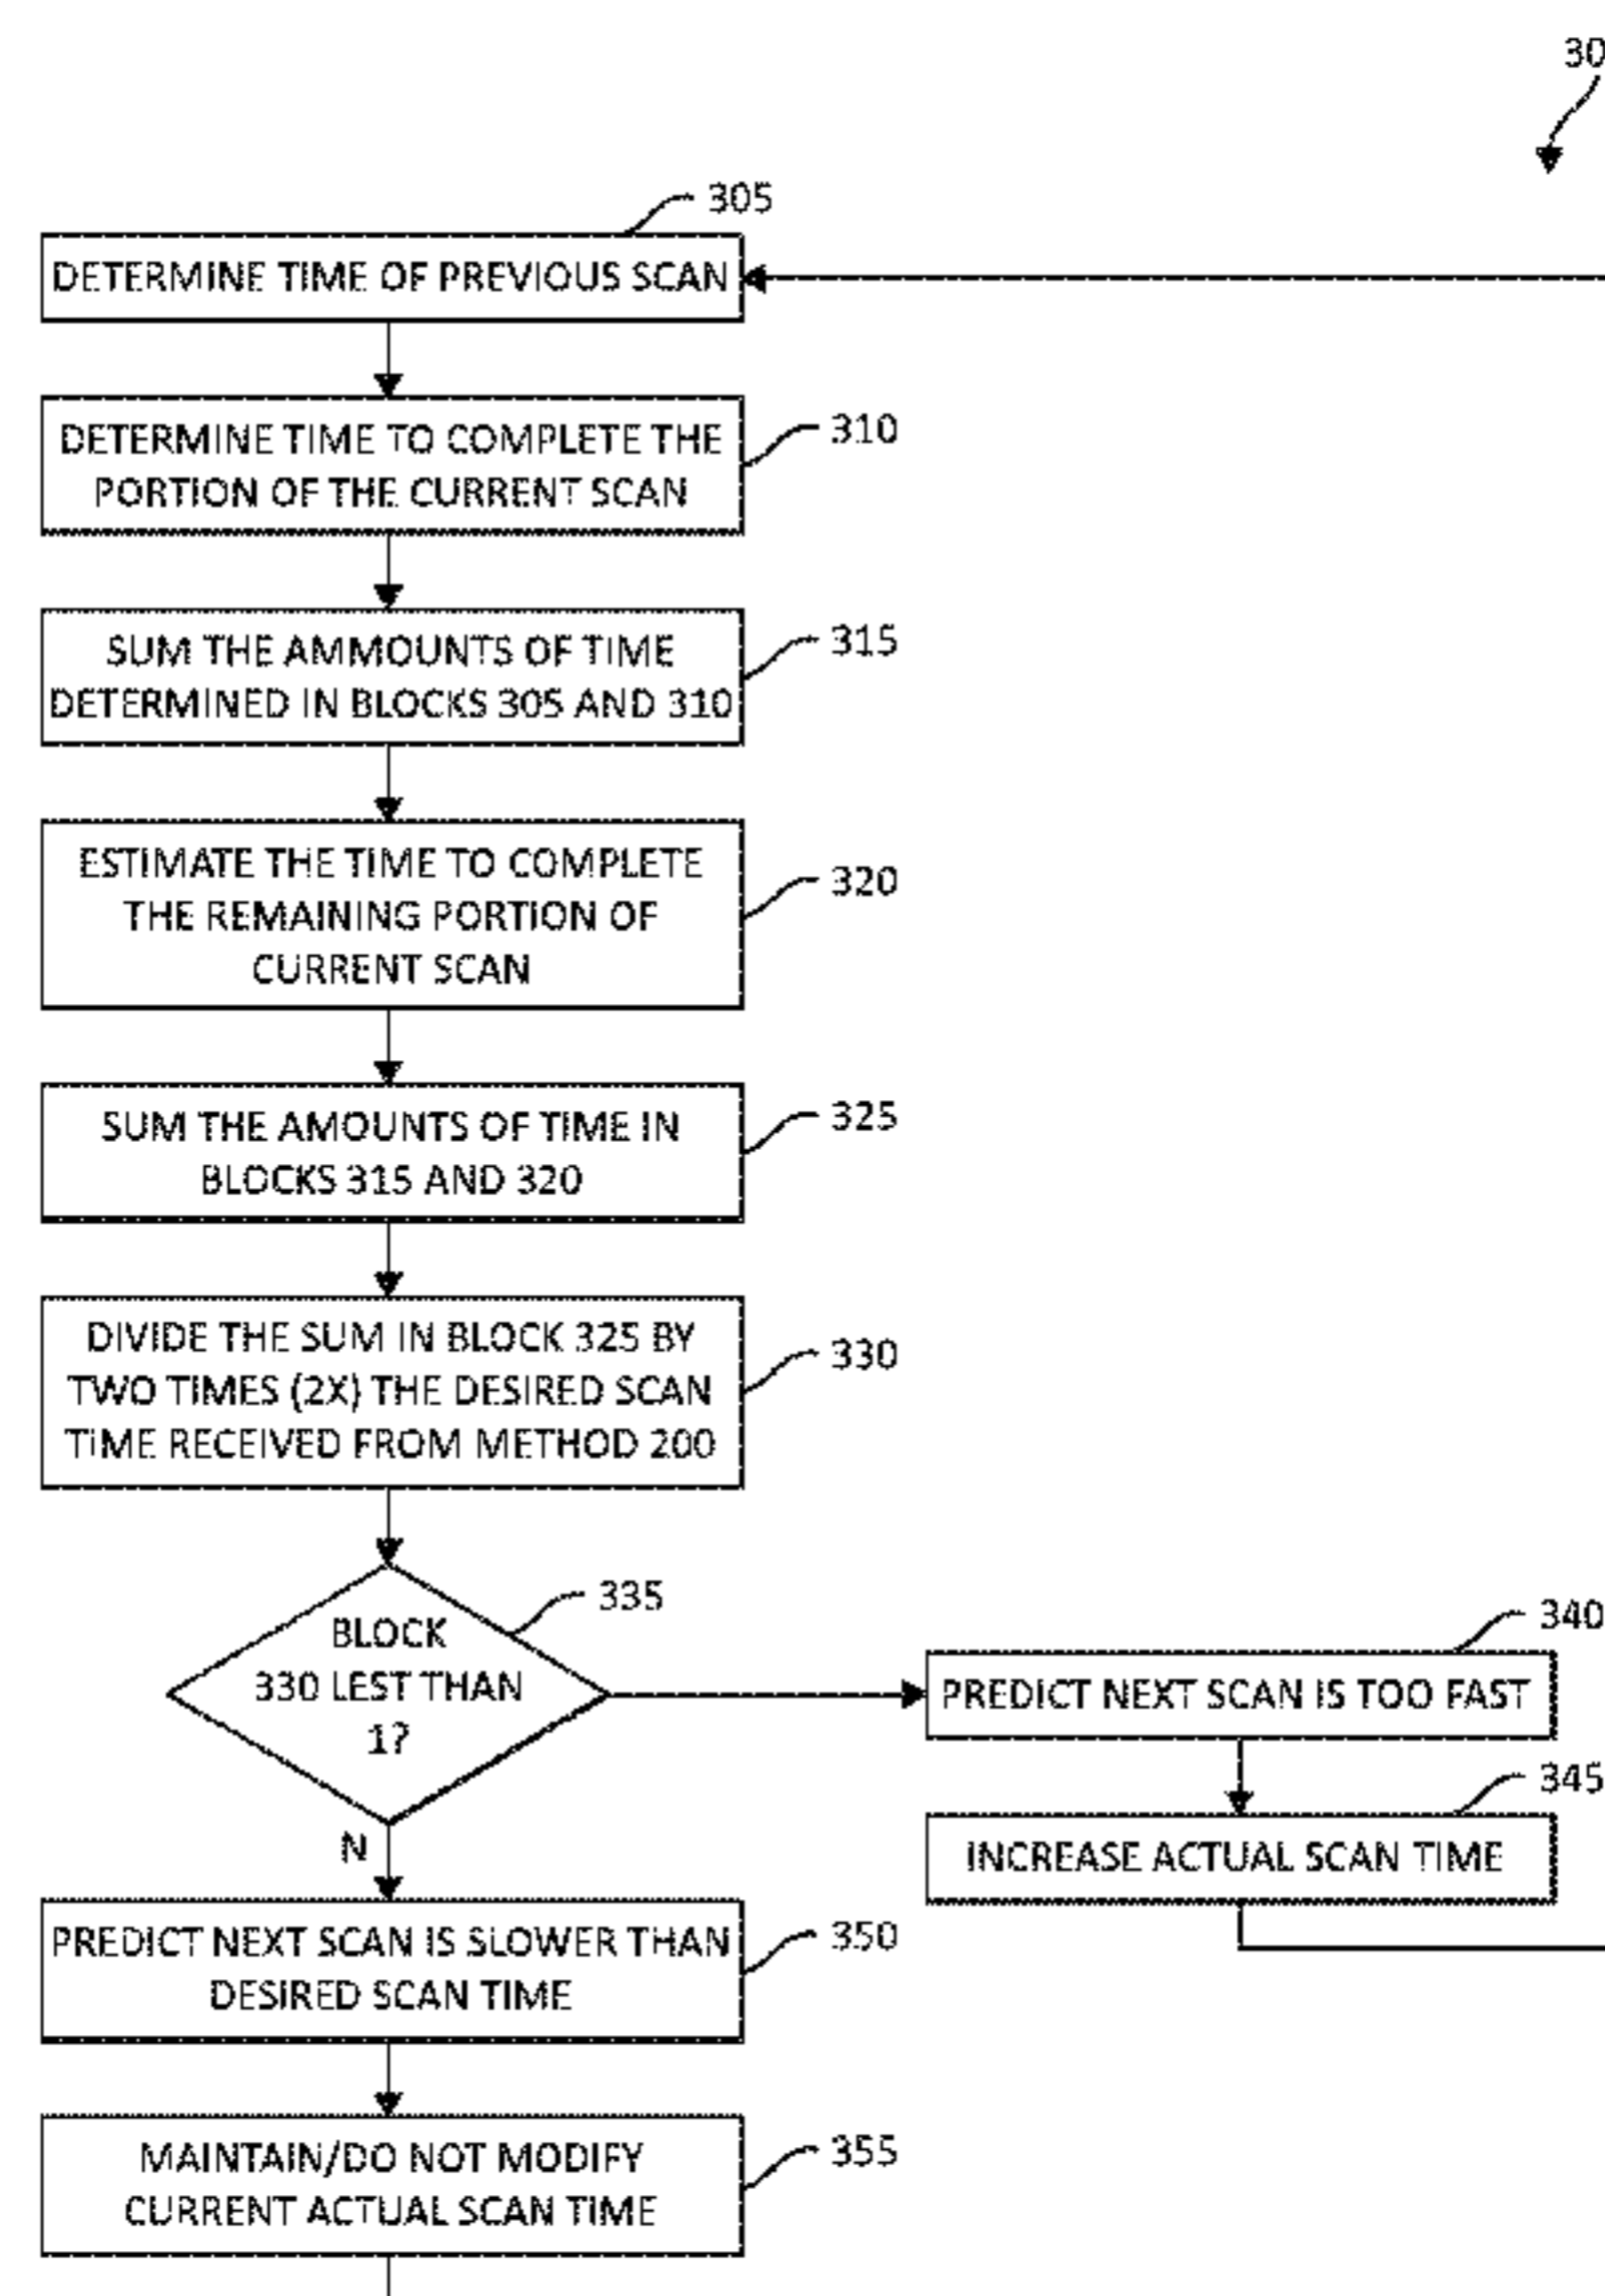 30
305
DETERMINE TIME OF PREVIOUS SCAN
DETERMINE TIME TO COMPLETE THE
PORTION OF THE CURRENT SCAN
310
SUM THE AMMOUNTS OF TIME
DETERMINED IN BLOCKS 305 AND 310
315
ESTIMATE THE TIME TO COMPLETE
THE REMAINING PORTION OF
CURRENT SCAN
320
SUM THE AMOUNTS OF TIME IN
BLOCKS 315 AND 320
325
DIVIDE THE SUM IN BLOCK 325 BY
TWO TIMES (2X) THE DESIRED SCAN
TIME RECEIVED FROM METHOD 200
330
BLOCK
330 LEST THAN
1?
335
340
PREDICT NEXT SCAN IS TOO FAST
345
INCREASE ACTUAL SCAN TIME
N
PREDICT NEXT SCAN IS SLOWER THAN
DESIRED SCAN TIME
350
MAINTAIN/DO NOT MODIFY
CURRENT ACTUAL SCAN TIME
355